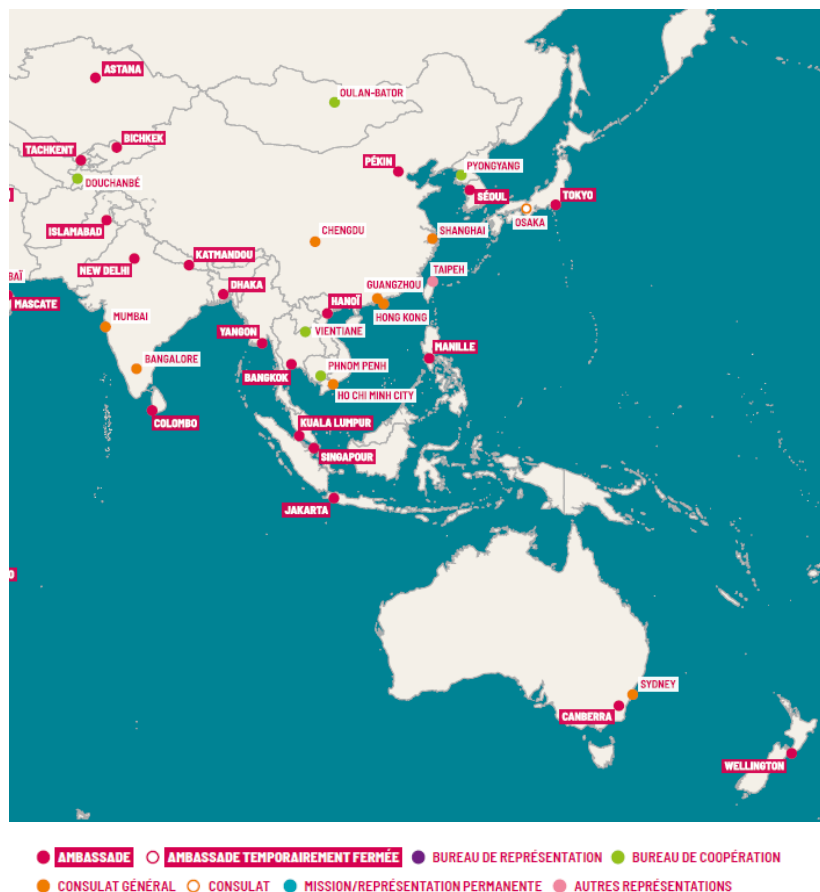 ASTANA
OULAN-BATOR
BICHKEK
TACHKENT
PÉKIN
PYONGYANG
DOUCHANBÉ
SÉOUL
TOKYO
OSAKA
ISLAMABAD
CHENGDU
SHANGHAI
KATMANDOU
NEW DELHI
TAIPEH
BAÏ
DHAKA
GUANGZHOU
MASCATE
HANOÏ
HONG KONG
MUMBAI
YANGON
VIENTIANE
MANILLE
BANGALORE
BANGKOK
PHNOM PENH
HO CHI MINH CITY
COLOMBO
KUALA LUMPUR
SINGAPOUR
JAKARTA
SYDNEY
CANBERRA
WELLINGTON
AMBASSADE AMBASSADE TEMPORAIREMENT FERMÉE BUREAU DE REPRÉSENTATION BUREAU DE COOPÉRATION
CONSULAT GÉNÉRAL CONSULAT MISSION/REPRÉSENTATION PERMANENTE AUTRES REPRÉSENTATIONS